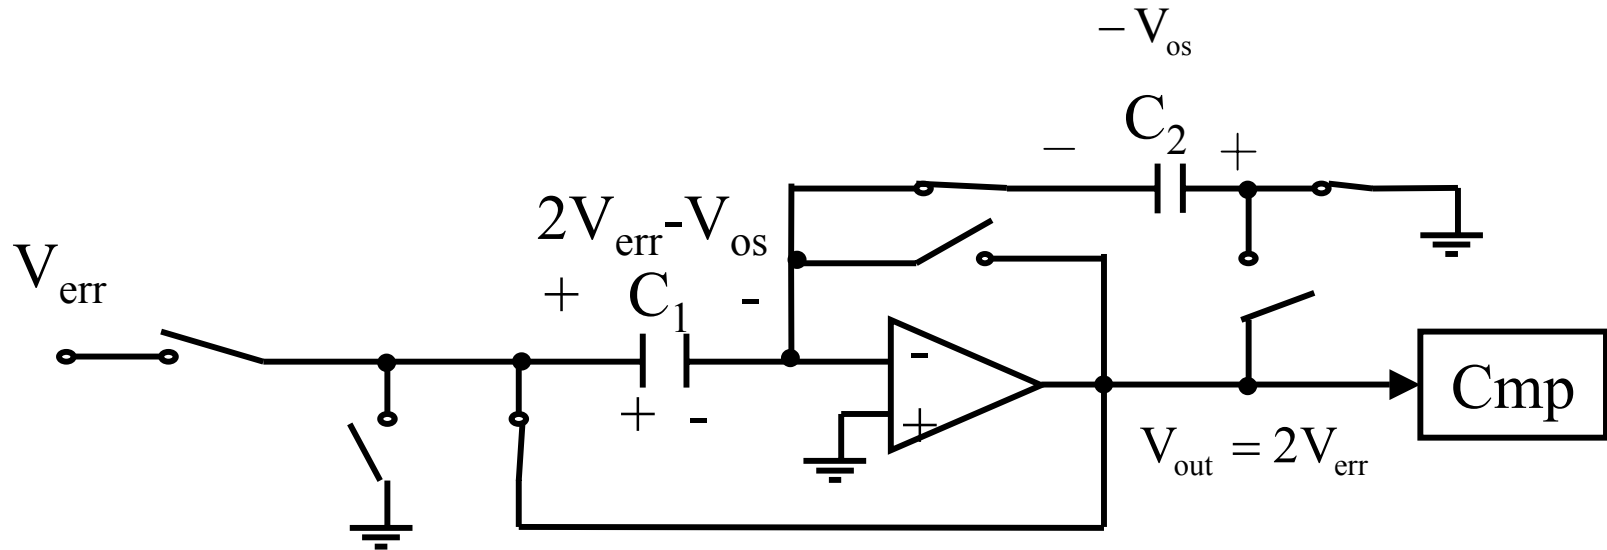 − V_os
C_2
− +
2V_err-V_os
V_err
+ C_1 -
+ -
-
+
Cmp
V_out = 2V_err